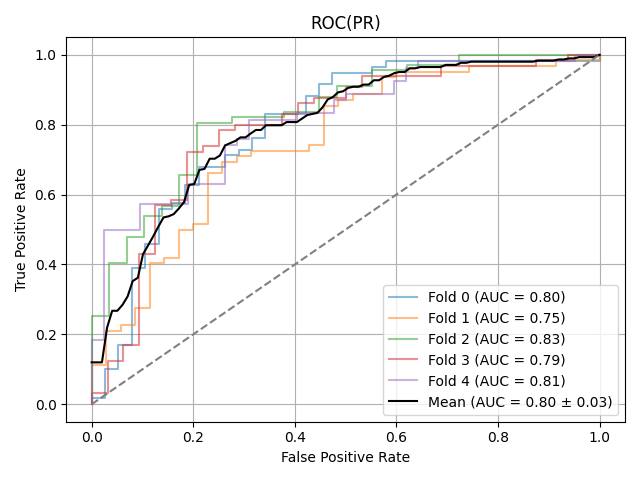 ROC(PR)
True Positive Rate
1.0
0.8
0.6
0.4
0.2
0.0
Fold 0 (AUC = 0.80)
Fold 1 (AUC = 0.75)
Fold 2 (AUC = 0.83)
Fold 3 (AUC = 0.79)
Fold 4 (AUC = 0.81)
Mean (AUC = 0.80 ± 0.03)
0.0 0.2 0.4 0.6 0.8 1.0
False Positive Rate